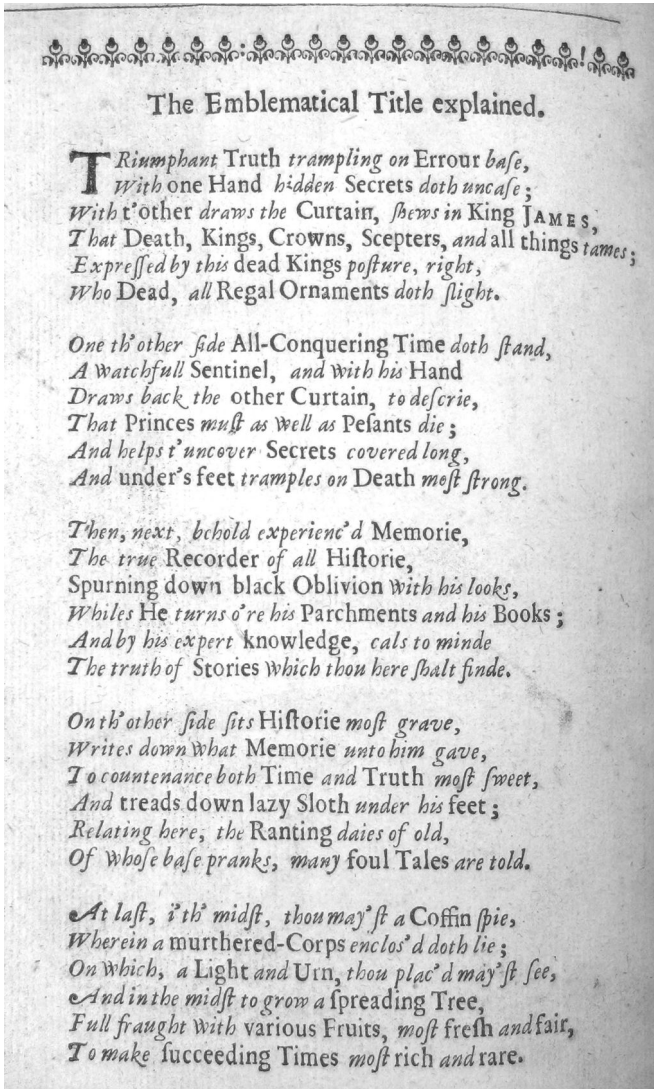 The Emblematical Title explained.
TRiumphant Truth trampling on Errour baſe,
With one Hand hidden Secrets doth uncaſe;
With t'other draws the Curtain, ſhews in King JAMES,
That Death, Kings, Crowns, Scepters, and all things tames;
Expreſſed by this dead Kings poſture, right,
Who Dead, all Regal Ornaments doth ſlight.
One th' other ſide All-Conquering Time doth ſtand,
A Watchfull Sentinel, and with his Hand
Draws back the other Curtain, to deſcrie,
That Princes muſt as well as Peſants die;
And helps t' uncover Secrets covered long,
And under's feet tramples on Death moſt ſtrong.
Then, next, behold experienc'd Memorie,
The true Recorder of all Hiſtorie,
Spurning down black Oblivion with his looks,
Whiles He turns o're his Parchments and his Books;
And by his expert knowledge, cals to minde
The truth of Stories which thou here ſhalt finde.
On th' other ſide ſits Hiſtorie moſt grave,
Writes down what Memorie unto him gave,
To countenance both Time and Truth moſt ſweet,
And treads down lazy Sloth under his feet;
Relating here, the Ranting daies of old,
Of whoſe baſe pranks, many foul Tales are told.
At laſt, i'th' midſt, thou may'ſt a Coffin ſpie,
Wherein a murthered-Corps enclos'd doth lie;
On which, a Light and Urn, thou plac'd may'ſt ſee,
And in the midſt to grow a ſpreading Tree,
Full fraught with various Fruits, moſt freſh and fair,
To make ſucceeding Times moſt rich and rare.